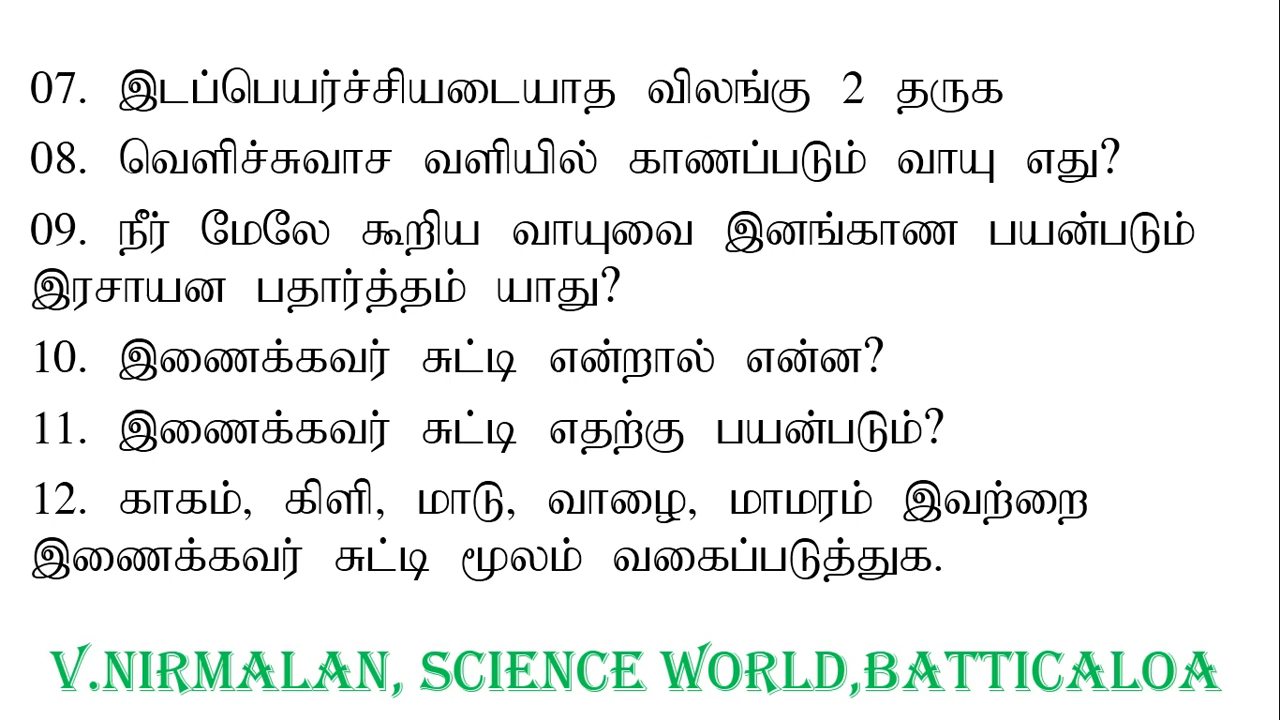 07. இடப்பெயர்ச்சியடையாத விலங்கு 2 தருக
08. வெளிச்சுவாச வளியில் காணப்படும் வாயு எது?
09. நீர் மேலே கூறிய வாயுவை இனங்காண பயன்படும்
இரசாயன பதார்த்தம் யாது?
10. இணைக்கவர் சுட்டி என்றால் என்ன?
11. இணைக்கவர் சுட்டி எதற்கு பயன்படும்?
12. காகம், கிளி, மாடு, வாழை, மாமரம் இவற்றை
இணைக்கவர் சுட்டி மூலம் வகைப்படுத்துக.
V.NIRMALAN, SCIENCE WORLD,BATTICALOA